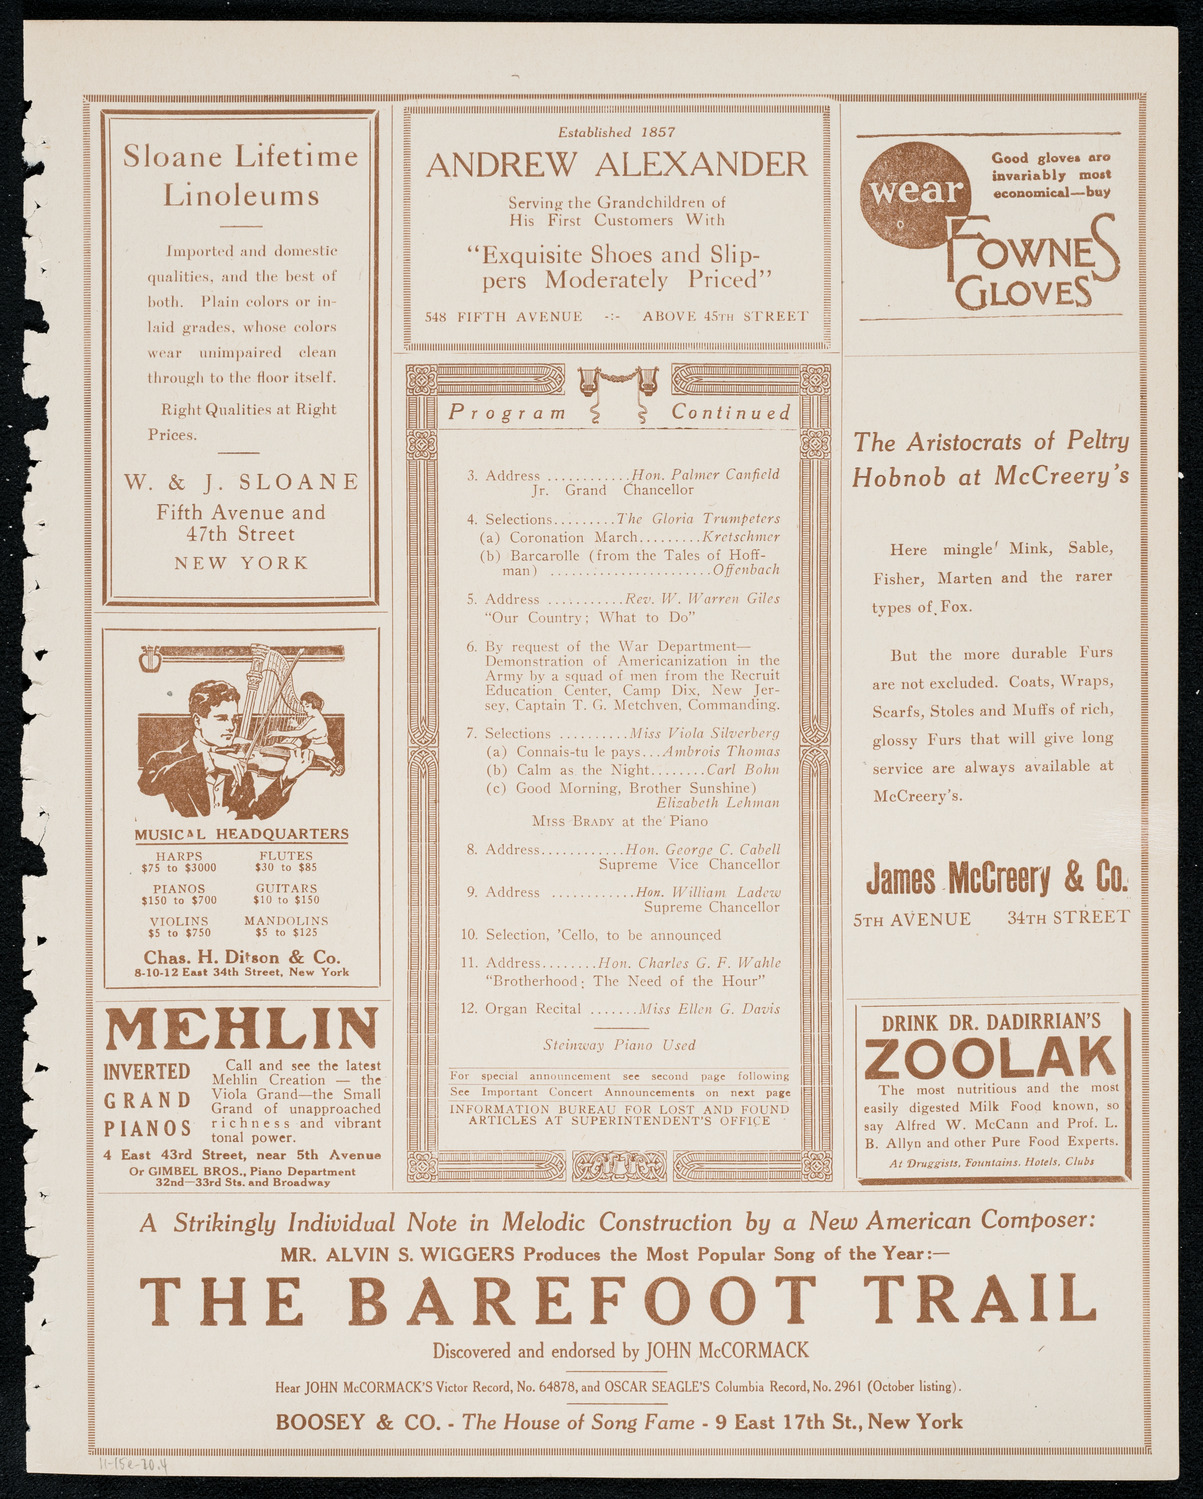 Sloane Lifetime
Linoleums
Imported and domestic
qualities, and the best of
both. Plain colors or in-
laid grades, whose colors
wear unimpaired clean
through to the floor itself.
Right Qualities at Right
Prices.
W. & J. SLOANE
Fifth Avenue and
47th Street
NEW YORK
MUSICAL HEADQUARTERS
HARPS FLUTES
$75 to $3000 $30 to $85
PIANOS GUITARS
$150 to $700 $10 to $150
VIOLINS MANDOLINS
$5 to $750 $5 to $125
Chas. H. Ditson & Co.
8-10-12 East 34th Street, New York
MEHLIN
INVERTED
GRAND
PIANOS
Call and see the latest
Mehlin Creation — the
Viola Grand—the Small
Grand of unapproached
richness and vibrant
tonal power.
4 East 43rd Street, near 5th Avenue
Or GIMBEL BROS., Piano Department
32nd—33rd Sts. and Broadway
Established 1857
ANDREW ALEXANDER
Serving the Grandchildren of
His First Customers With
"Exquisite Shoes and Slip-
pers Moderately Priced"
548 FIFTH AVENUE -:- ABOVE 45TH STREET
Program Continued
3. Address ............Hon. Palmer Canfield
Jr. Grand Chancellor
4. Selections.........The Gloria Trumpeters
(a) Coronation March.........Kretschmer
(b) Barcarolle (from the Tales of Hoff-
man) .......................Offenbach
5. Address ...........Rev. W. Warren Giles
"Our Country; What to Do"
6. By request of the War Department—
Demonstration of Americanization in the
Army by a squad of men from the Recruit
Education Center, Camp Dix, New Jer-
sey, Captain T. G. Metchven, Commanding.
7. Selections ..........Miss Viola Silverberg
(a) Connais-tu le pays...Ambrois Thomas
(b) Calm as the Night........Carl Bohn
(c) Good Morning, Brother Sunshine)
Elizabeth Lehman
MISS BRADY at the Piano
8. Address............Hon. George C. Cabell
Supreme Vice Chancellor
9. Address ............Hon. William Ladew
Supreme Chancellor
10. Selection, 'Cello, to be announced
11. Address........Hon. Charles G. F. Wahle
"Brotherhood; The Need of the Hour"
12. Organ Recital .......Miss Ellen G. Davis
Steinway Piano Used
For special announcement see second page following
See Important Concert Announcements on next page
INFORMATION BUREAU FOR LOST AND FOUND
ARTICLES AT SUPERINTENDENT'S OFFICE
wear
Good gloves are
invariably most
economical—buy
FOWNES
GLOVES
The Aristocrats of Peltry
Hobnob at McCreery's
Here mingle Mink, Sable,
Fisher, Marten and the rarer
types of Fox.
But the more durable Furs
are not excluded. Coats, Wraps,
Scarfs, Stoles and Muffs of rich,
glossy Furs that will give long
service are always available at
McCreery's.
James McCreery & Co.
5TH AVENUE 34TH STREET
DRINK DR. DADIRRIAN'S
ZOOLAK
The most nutritious and the most
easily digested Milk Food known, so
say Alfred W. McCann and Prof. L.
B. Allyn and other Pure Food Experts.
At Druggists, Fountains, Hotels, Clubs
A Strikingly Individual Note in Melodic Construction by a New American Composer:
MR. ALVIN S. WIGGERS Produces the Most Popular Song of the Year:—
THE BAREFOOT TRAIL
Discovered and endorsed by JOHN McCORMACK
Hear JOHN McCORMACK'S Victor Record, No. 64878, and OSCAR SEAGLE'S Columbia Record, No. 2961 (October listing).
BOOSEY & CO. - The House of Song Fame - 9 East 17th St., New York
11-15e-20.4